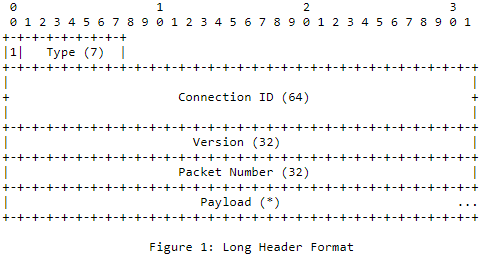 0                   1                   2                   3
0 1 2 3 4 5 6 7 8 9 0 1 2 3 4 5 6 7 8 9 0 1 2 3 4 5 6 7 8 9 0 1
+-+-+-+-+-+-+-+-+
|1|   Type (7)  |
+-+-+-+-+-+-+-+-+-+-+-+-+-+-+-+-+-+-+-+-+-+-+-+-+-+-+-+-+-+-+-+-+
|                                                               |
+                       Connection ID (64)                      +
|                                                               |
+-+-+-+-+-+-+-+-+-+-+-+-+-+-+-+-+-+-+-+-+-+-+-+-+-+-+-+-+-+-+-+-+
|                         Version (32)                          |
+-+-+-+-+-+-+-+-+-+-+-+-+-+-+-+-+-+-+-+-+-+-+-+-+-+-+-+-+-+-+-+-+
|                       Packet Number (32)                      |
+-+-+-+-+-+-+-+-+-+-+-+-+-+-+-+-+-+-+-+-+-+-+-+-+-+-+-+-+-+-+-+-+
|                          Payload (*)                        ...
+-+-+-+-+-+-+-+-+-+-+-+-+-+-+-+-+-+-+-+-+-+-+-+-+-+-+-+-+-+-+-+-+
Figure 1: Long Header Format